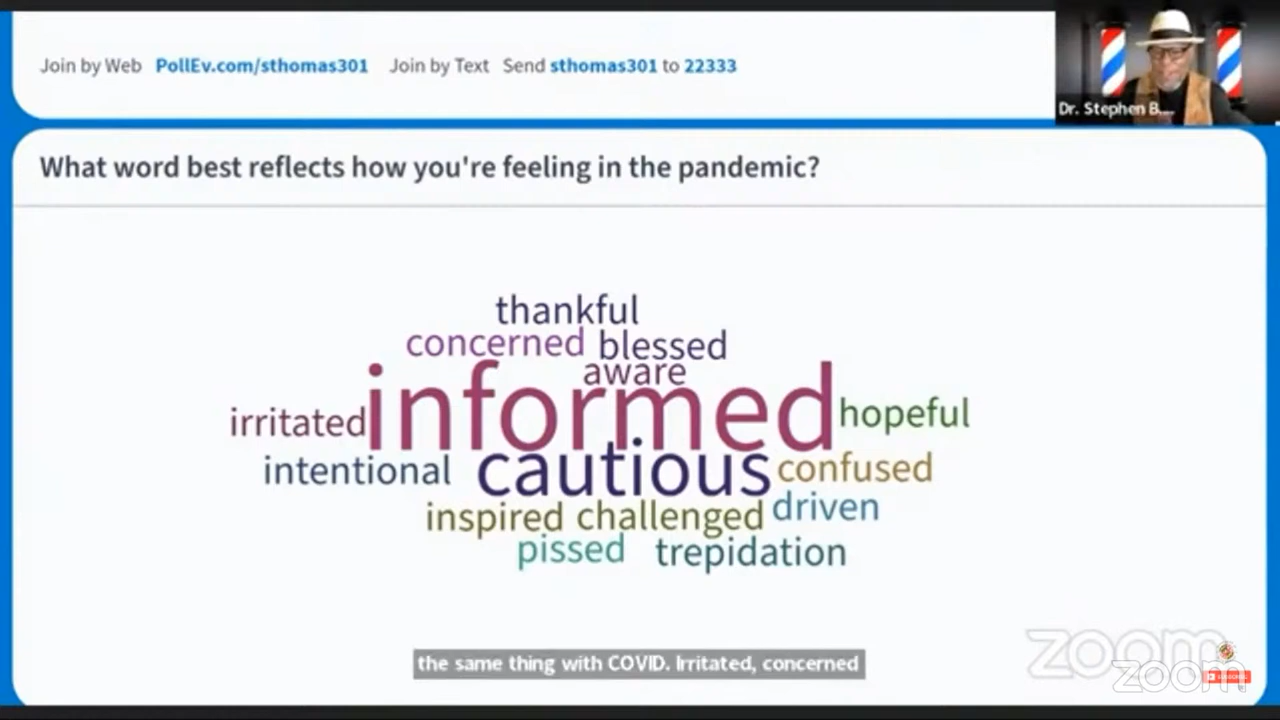 Join by Web PollEv.com/sthomas301 Join by Text Send sthomas301 to 22333
Dr. Stephen B....
What word best reflects how you're feeling in the pandemic?
thankful
concerned blessed
aware
irritated informed hopeful
intentional cautious confused
inspired challenged driven
pissed trepidation
the same thing with COVID. Irritated, concerned
zoom
zoom
SUBSCRIBE